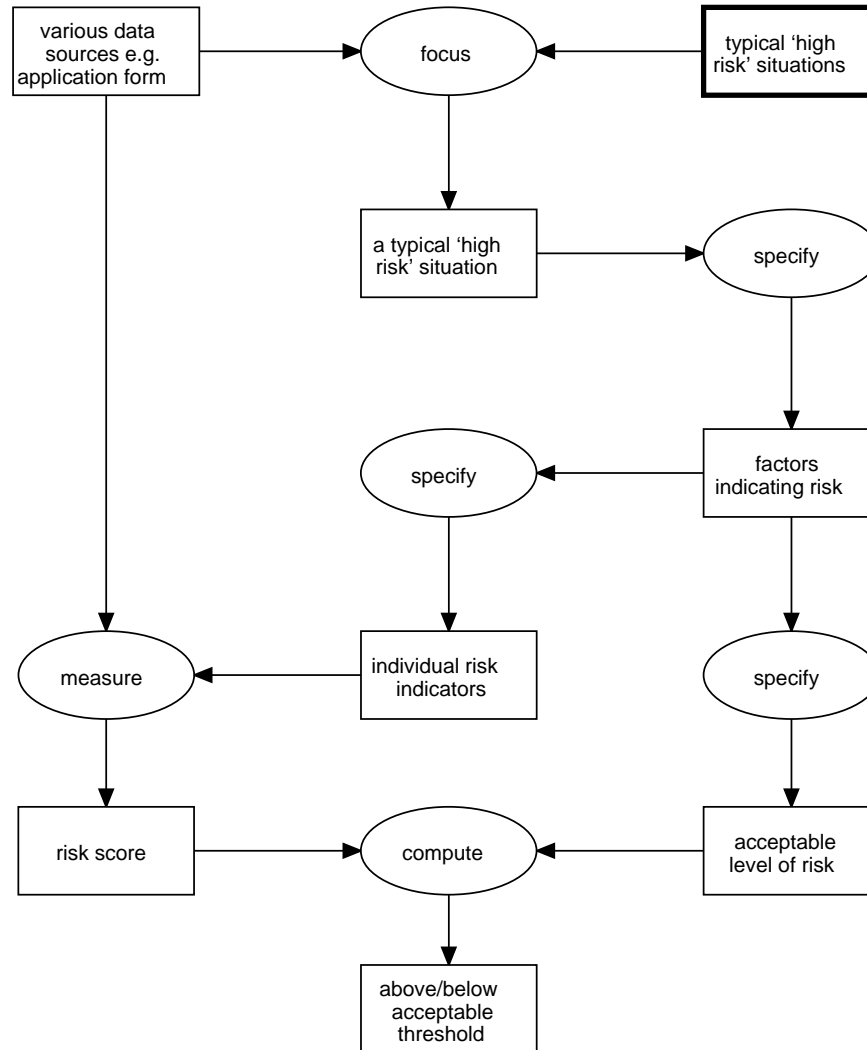 various data
sources e.g.
application form
focus
typical ‘high
risk’ situations
a typical ‘high
risk’ situation
specify
specify
factors
indicating risk
measure
individual risk
indicators
specify
risk score
compute
acceptable
level of risk
above/below
acceptable
threshold